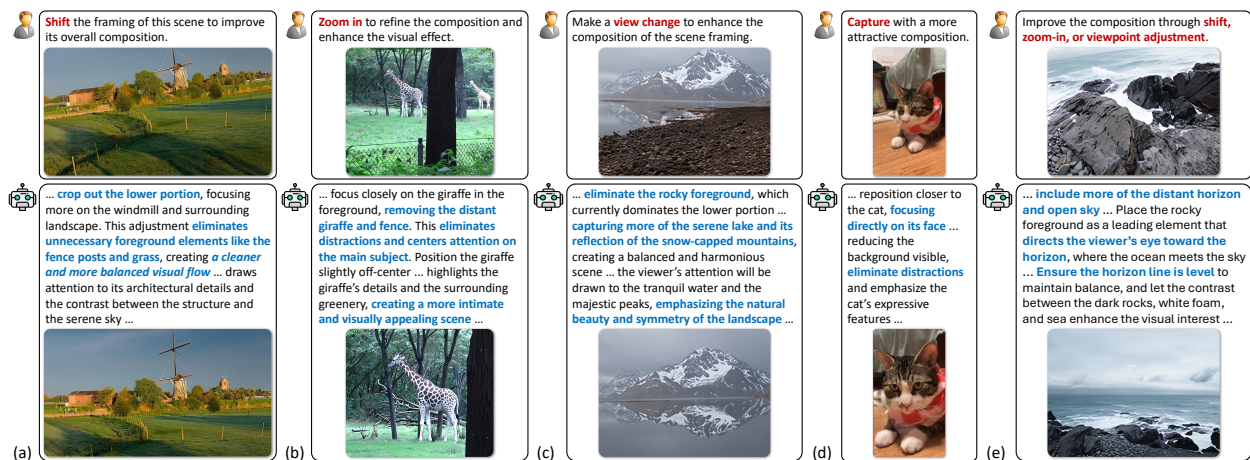 Shift the framing of this scene to improve
its overall composition.
... crop out the lower portion, focusing
more on the windmill and surrounding
landscape. This adjustment eliminates
unnecessary foreground elements like the
fence posts and grass, creating a cleaner
and more balanced visual flow ... draws
attention to its architectural details and
the contrast between the structure and
the serene sky ...
(a)
Zoom in to refine the composition and
enhance the visual effect.
... focus closely on the giraffe in the
foreground, removing the distant
giraffe and fence. This eliminates
distractions and centers attention on
the main subject. Position the giraffe
slightly off-center ... highlights the
giraffe's details and the surrounding
greenery, creating a more intimate
and visually appealing scene ...
(b)
Make a view change to enhance the
composition of the scene framing.
... eliminate the rocky foreground, which
currently dominates the lower portion ...
capturing more of the serene lake and its
reflection of the snow-capped mountains,
creating a balanced and harmonious
scene ... the viewer's attention will be
drawn to the tranquil water and the
majestic peaks, emphasizing the natural
beauty and symmetry of the landscape ...
(c)
Capture with a more
attractive composition.
... reposition closer to
the cat, focusing
directly on its face ...
reducing the
background visible,
eliminate distractions
and emphasize the
cat's expressive
features ...
(d)
Improve the composition through shift,
zoom-in, or viewpoint adjustment.
... include more of the distant horizon
and open sky ... Place the rocky
foreground as a leading element that
directs the viewer's eye toward the
horizon, where the ocean meets the sky
... Ensure the horizon line is level to
maintain balance, and let the contrast
between the dark rocks, white foam,
and sea enhance the visual interest ...
(e)